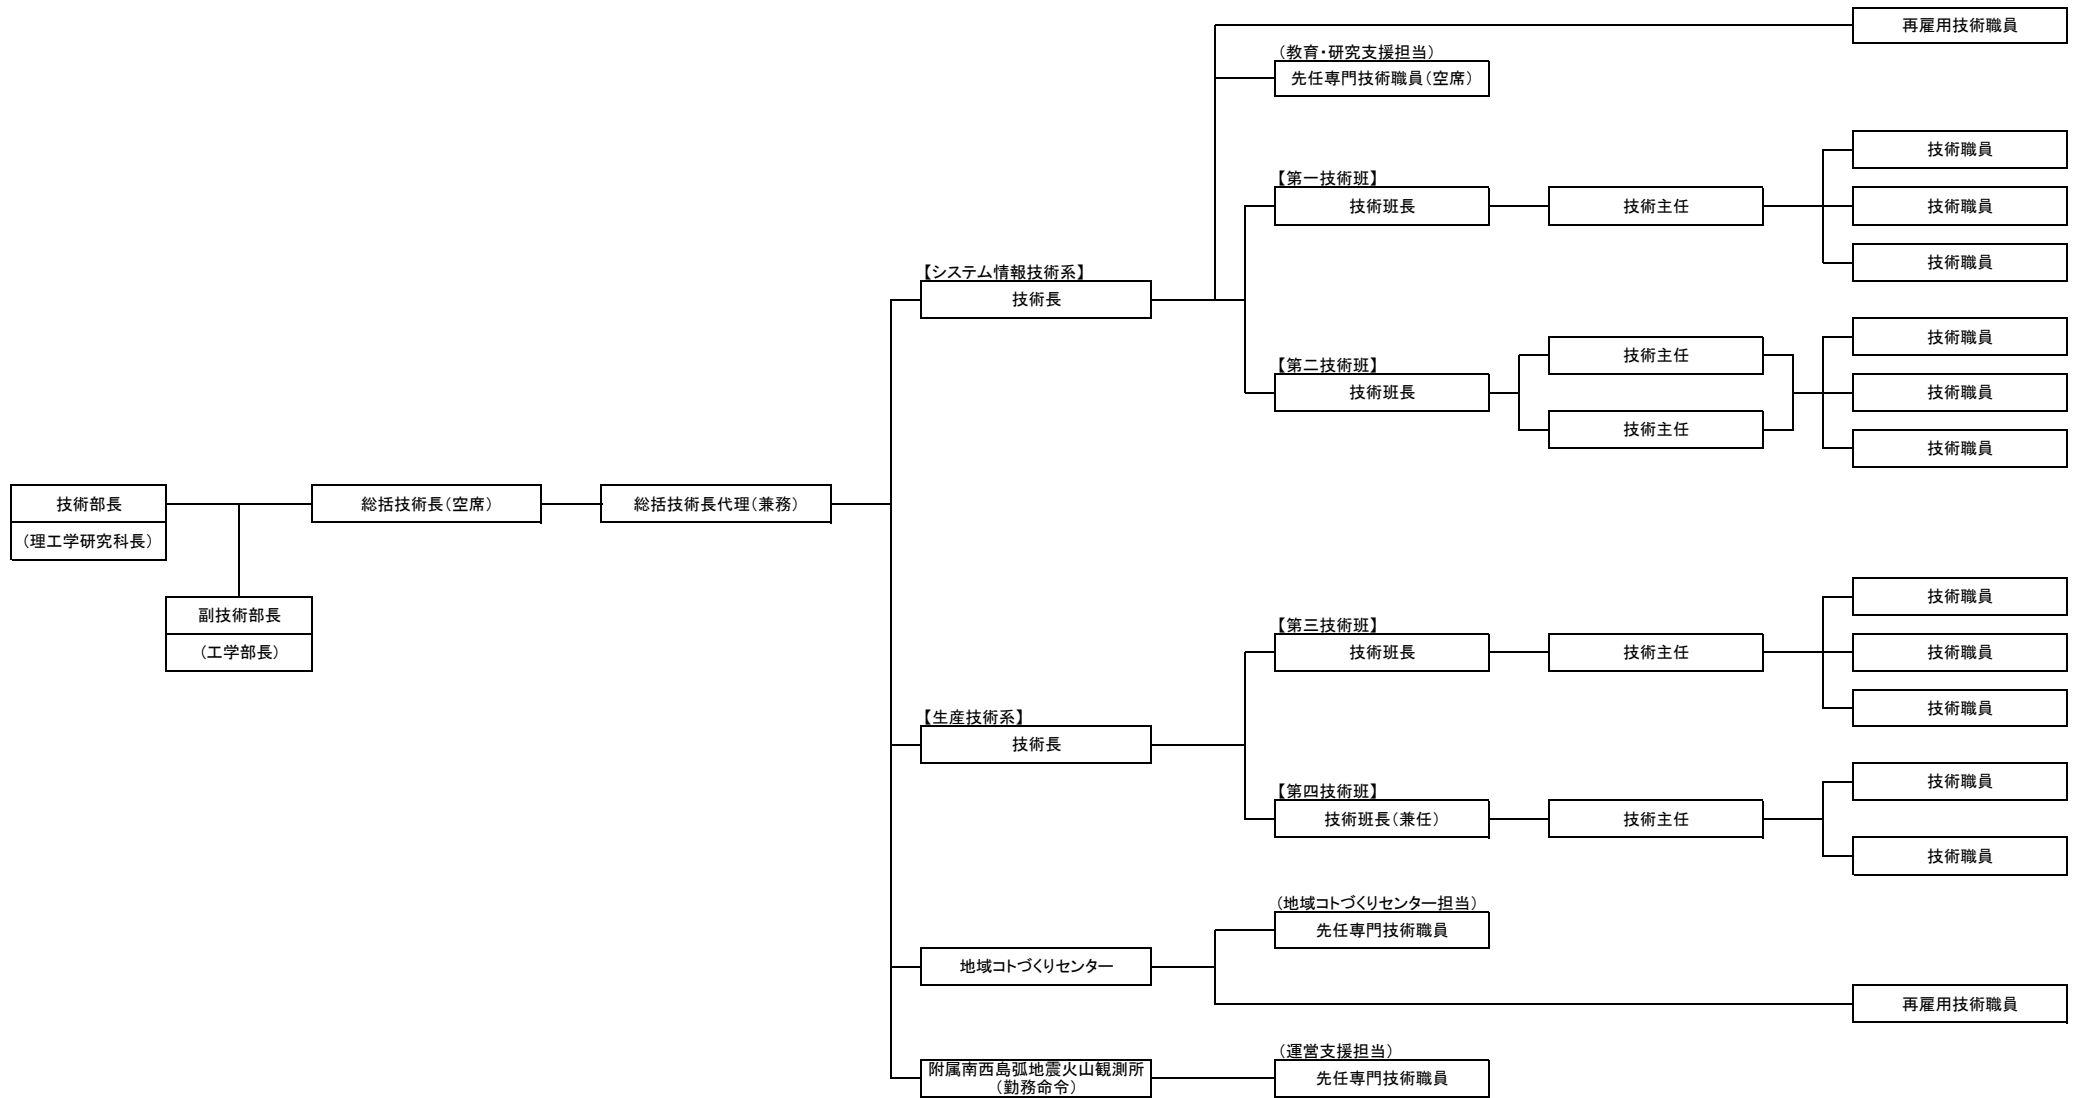 再雇用技術職員
（教育・研究支援担当）
先任専門技術職員（空席）
技術職員
【第一技術班】
技術班長
技術主任
技術職員
技術職員
【システム情報技術系】
技術長
技術職員
技術主任
【第二技術班】
技術班長
技術職員
技術主任
技術職員
技術部長
（理工学研究科長）
総括技術長（空席）
総括技術長代理（兼務）
副技術部長
（工学部長）
技術職員
【第三技術班】
技術班長
技術主任
技術職員
技術職員
【生産技術系】
技術長
技術職員
【第四技術班】
技術班長（兼任）
技術主任
技術職員
（地域コトづくりセンター担当）
先任専門技術職員
地域コトづくりセンター
再雇用技術職員
附属南西島弧地震火山観測所
（勤務命令）
（運営支援担当）
先任専門技術職員